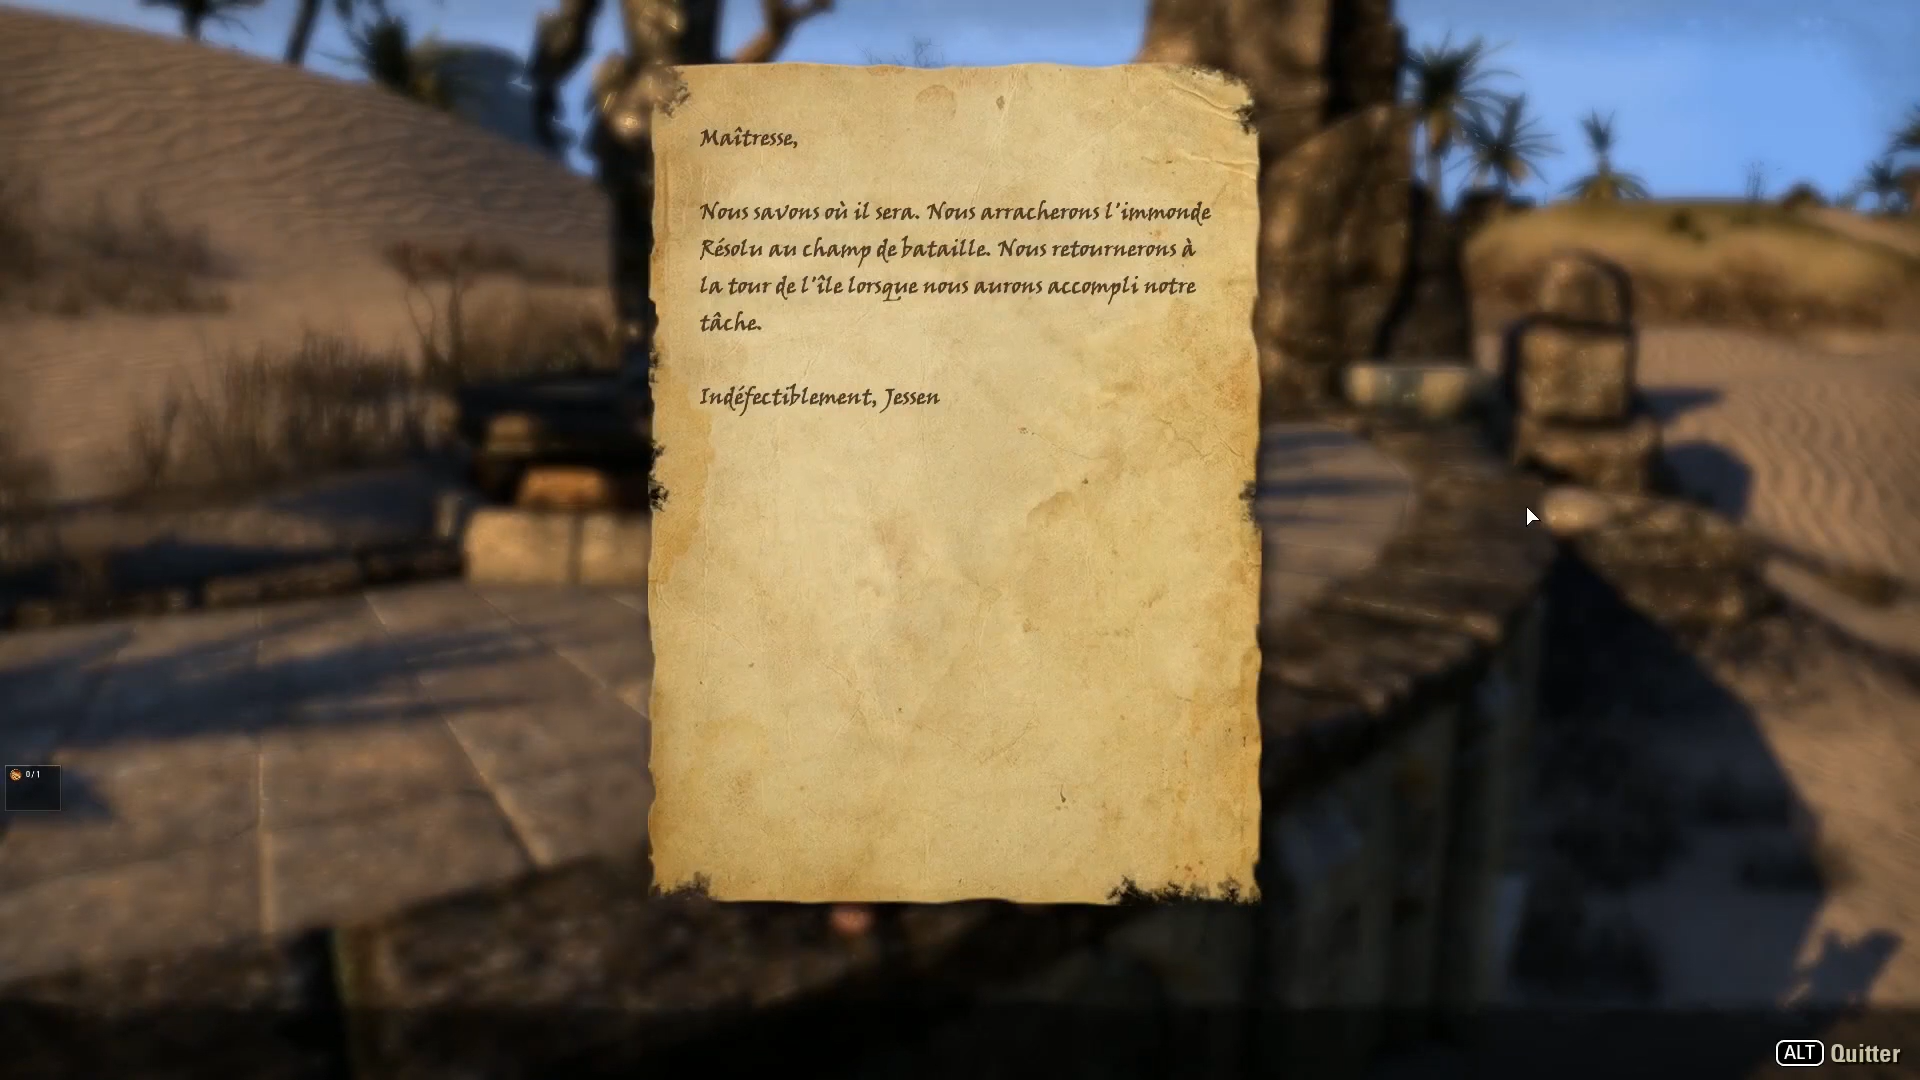 Maîtresse,
Nous savons où il sera. Nous arracherons l'immonde
Résolu au champ de bataille. Nous retournerons à
la tour de l'île lorsque nous aurons accompli notre
tâche.
Indéfectiblement, Jessen
0/1
ALT Quitter